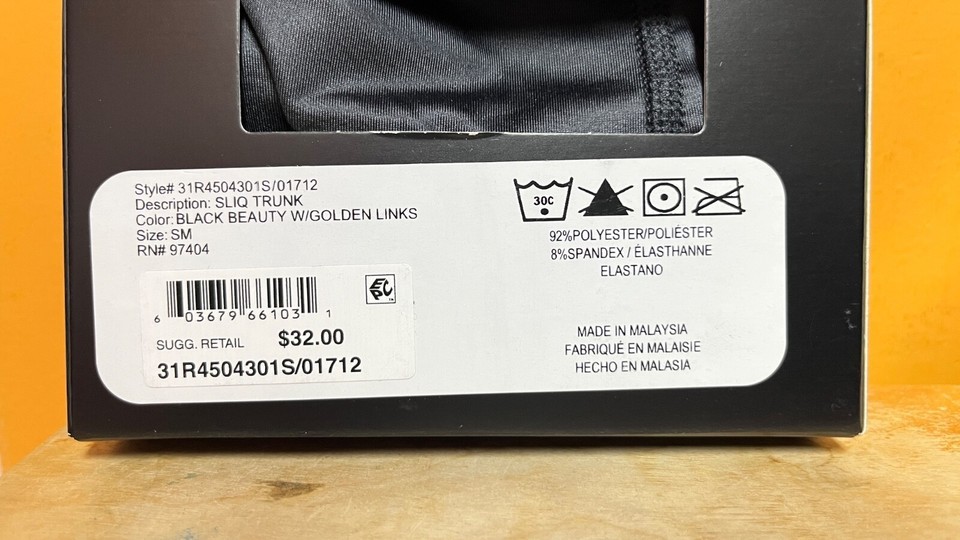 Style# 31R4504301S/01712
Description: SLIQ TRUNK
Color: BLACK BEAUTY W/GOLDEN LINKS
Size: SM
RN# 97404
30C
92%POLYESTER/POLIÉSTER
8%SPANDEX / ÉLASTHANNE
ELASTANO
EPC
6 03679 66103 1
SUGG. RETAIL $32.00
31R4504301S/01712
MADE IN MALAYSIA
FABRIQUÉ EN MALAISIE
HECHO EN MALASIA